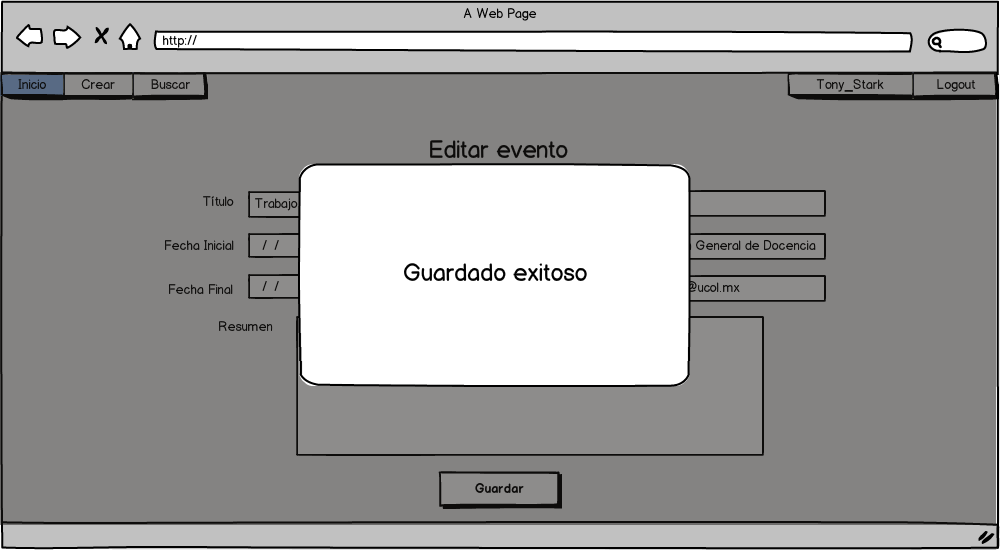 A Web Page
http://
Inicio Crear Buscar Tony_Stark Logout
Editar evento
Título Trabajo
Fecha Inicial / / General de Docencia
Fecha Final / / @ucol.mx
Guardado exitoso
Resumen
Guardar